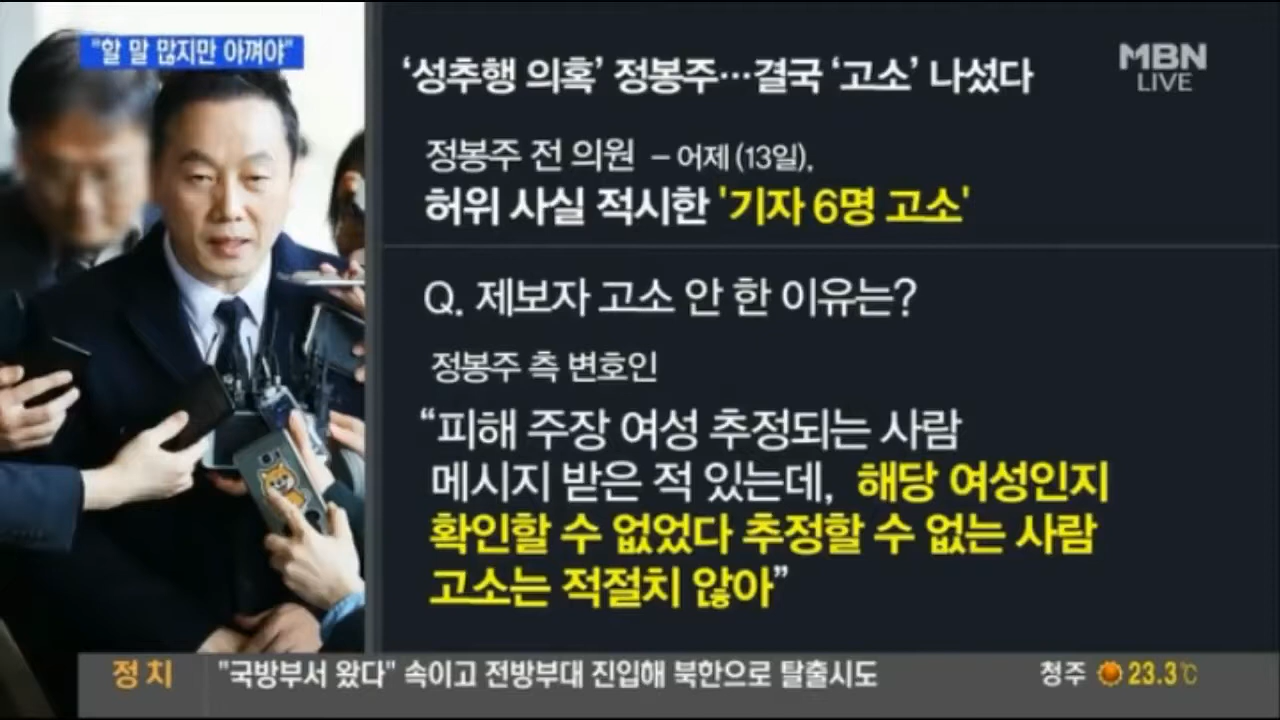 "할 말 많지만 아껴야"
MBN
LIVE
'성추행 의혹' 정봉주…결국 '고소' 나섰다
정봉주 전 의원 – 어제 (13일),
허위 사실 적시한 '기자 6명 고소'
Q. 제보자 고소 안 한 이유는?
정봉주 측 변호인
“피해 주장 여성 추정되는 사람
메시지 받은 적 있는데, 해당 여성인지
확인할 수 없었다 추정할 수 없는 사람
고소는 적절치 않아”
정치 "국방부서 왔다" 속이고 전방부대 진입해 북한으로 탈출시도 청주 23.3℃